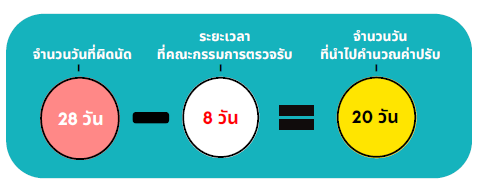 จำนวนวันที่ผิดนัด
ระยะเวลา
ที่คณะกรรมการตรวจรับ
จำนวนวัน
ที่นำไปคำนวณค่าปรับ
28 วัน
8 วัน
20 วัน